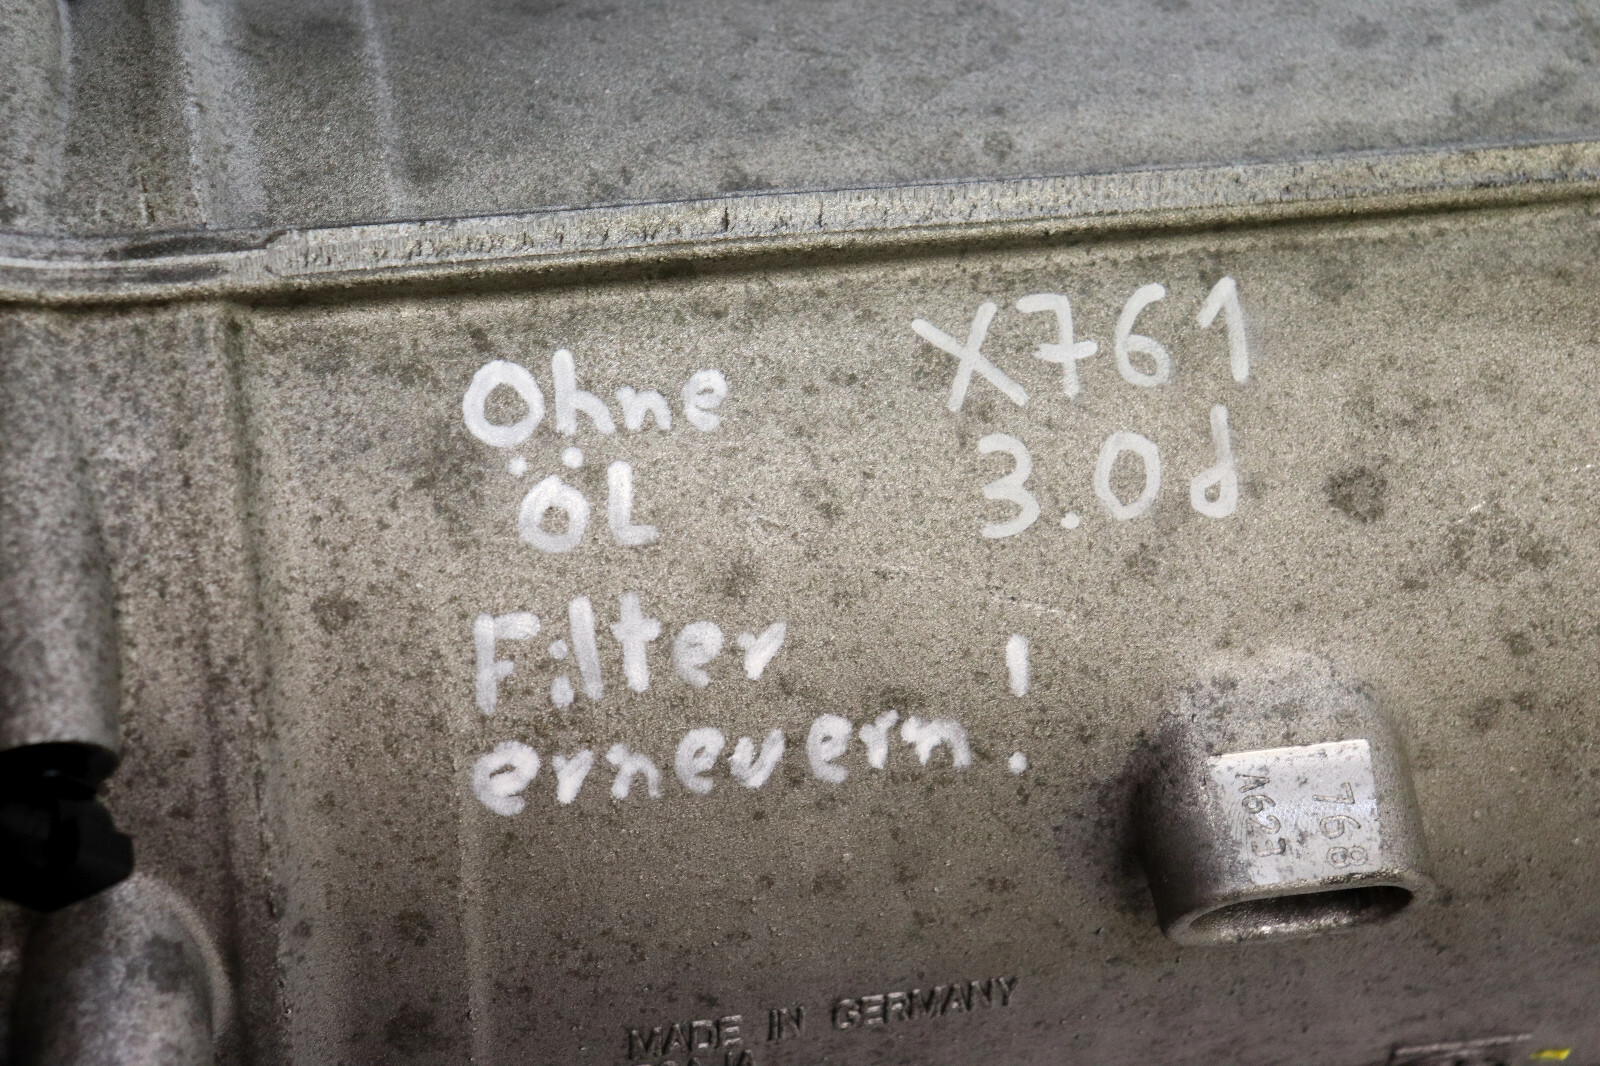 Ohne
ÖL
Filter
erneuern!
X761
3.0d
768
A623
MADE IN GERMANY